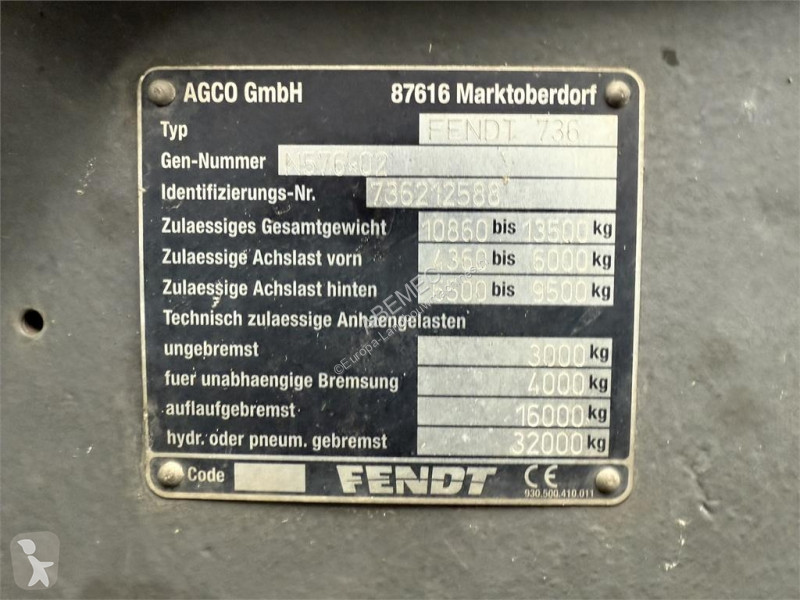 AGCO GmbH 87616 Marktoberdorf
Typ FENDT 736
Gen-Nummer
Identifizierungs-Nr. 736212588
Zulaessiges Gesamtgewicht 10860 bis 13500 kg
Zulaessige Achslast vorn 4360 bis 6000 kg
Zulaessige Achslast hinten 6500 bis 9500 kg
Technisch zulaessige Anhaengelasten
ungebremst 3000 kg
fuer unabhaengige Bremsung 4000 kg
auflaufgebremst 16000 kg
hydr. oder pneum. gebremst 32000 kg
Code FENDT CE
930.500.410.011